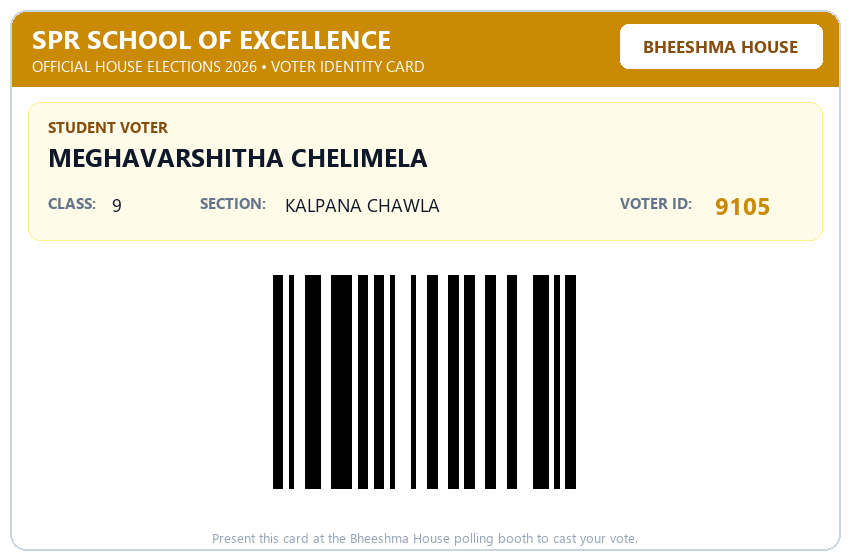 SPR SCHOOL OF EXCELLENCE
OFFICIAL HOUSE ELECTIONS 2026 • VOTER IDENTITY CARD
BHEESHMA HOUSE
STUDENT VOTER
MEGHAVARSHITHA CHELIMELA
CLASS: 9 SECTION: KALPANA CHAWLA VOTER ID: 9105
Present this card at the Bheeshma House polling booth to cast your vote.